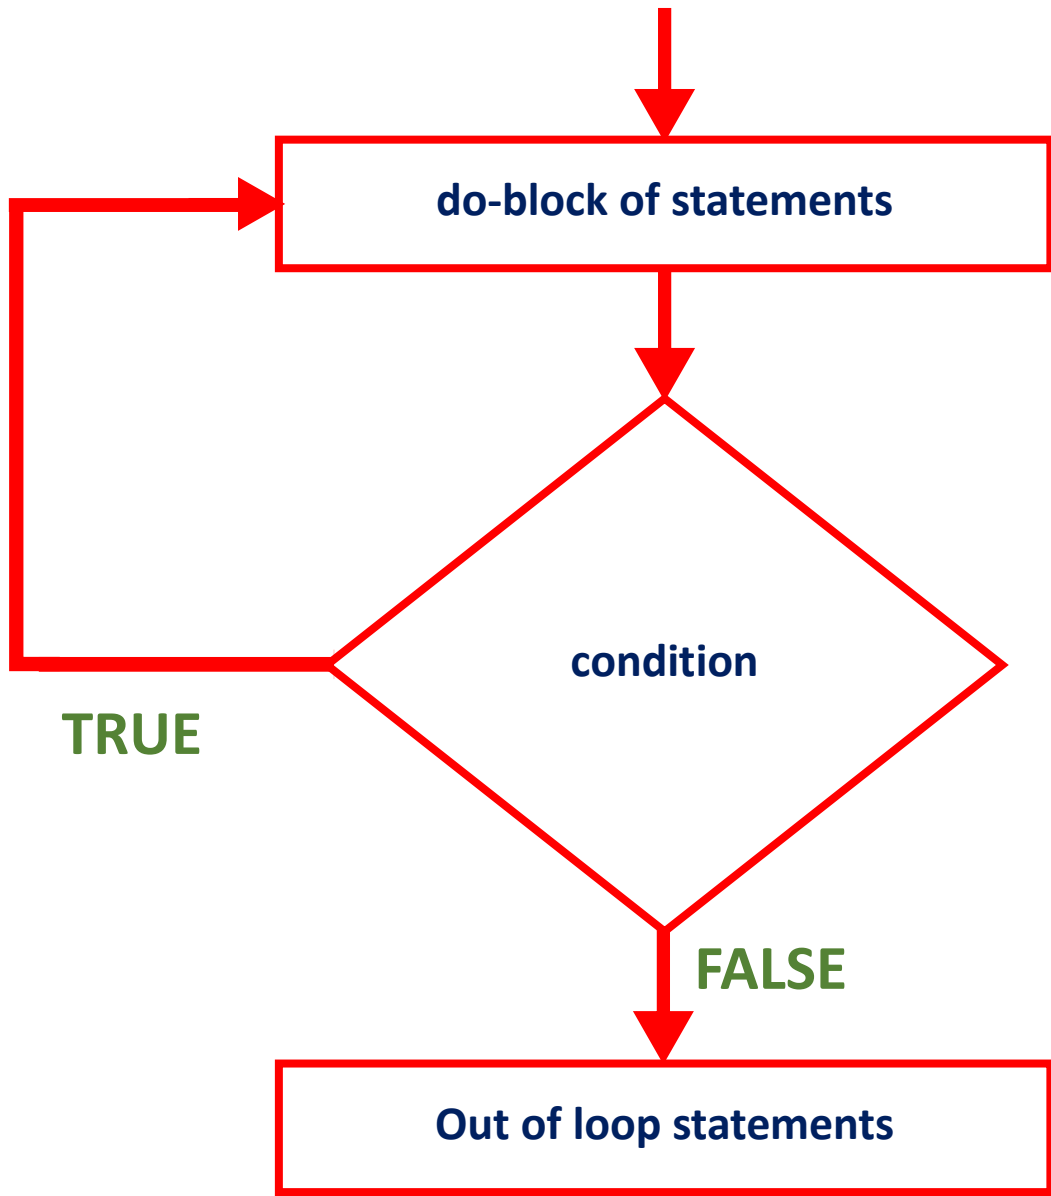 do-block of statements
condition
TRUE
FALSE
Out of loop statements